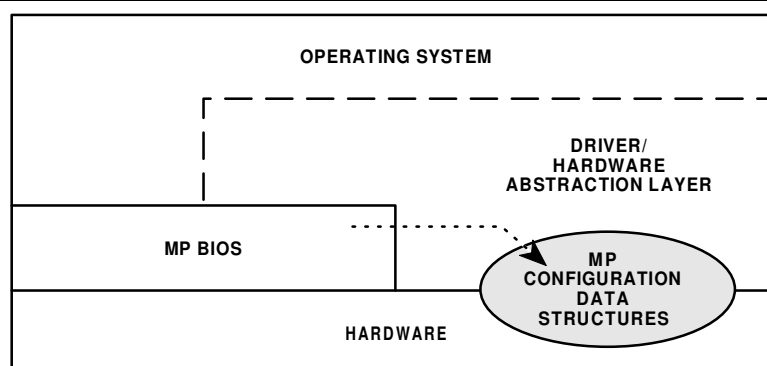 OPERATING SYSTEM
DRIVER/
HARDWARE
ABSTRACTION LAYER
MP BIOS
MP
CONFIGURATION
DATA
STRUCTURES
HARDWARE